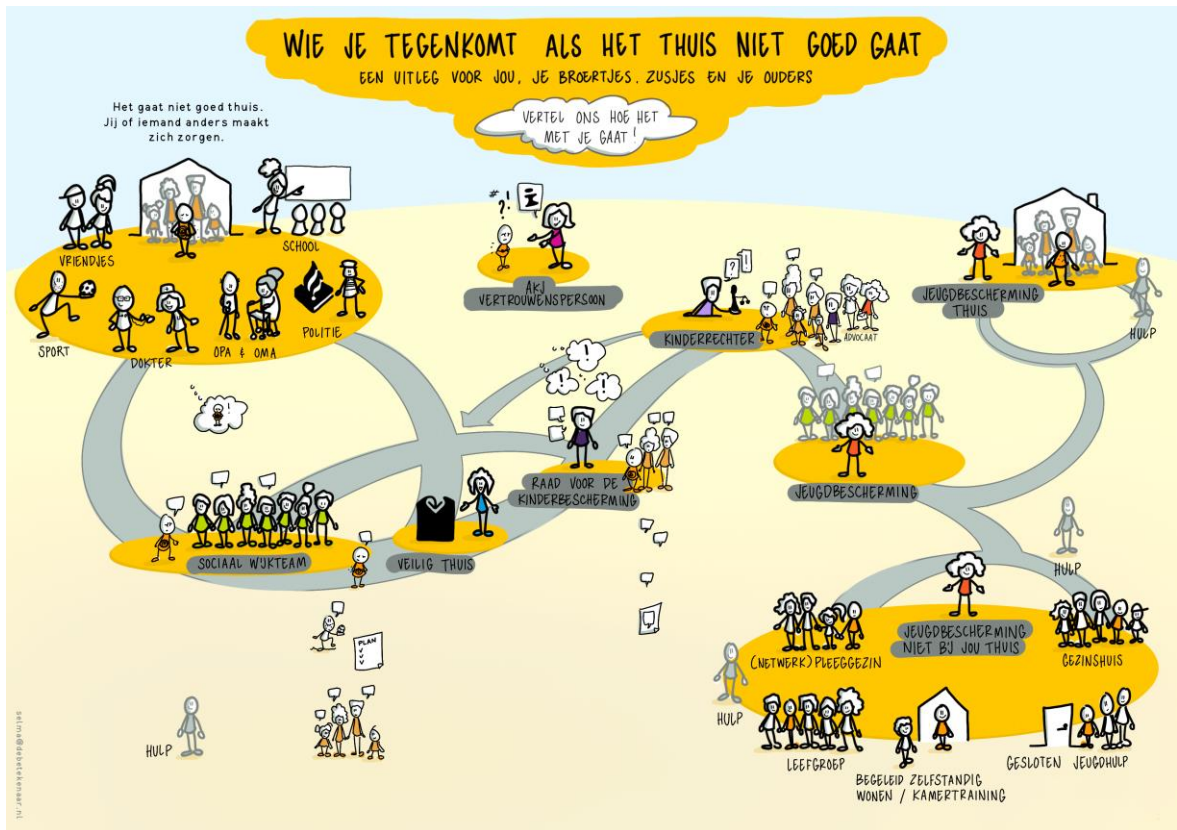 WIE JE TEGENKOMT ALS HET THUIS NIET GOED GAAT
EEN UITLEG VOOR JOU, JE BROERTJES, ZUSJES EN JE OUDERS
VERTEL ONS HOE HET
MET JE GAAT!
Het gaat niet goed thuis.
Jij of iemand anders maakt
zich zorgen.
VRIENDJES
SCHOOL
SPORT
DOKTER
OPA & OMA
POLITIE
?!
i
AKJ
VERTROUWENSPERSOON
?
!
KINDERRECHTER
ADVOCAAT
JEUGDBESCHERMING
THUIS
HULP
!
!
!
RAAD VOOR DE
KINDERBESCHERMING
JEUGDBESCHERMING
!
SOCIAAL WIJKTEAM
VEILIG THUIS
PLAN
HULP
HULP
JEUGDBESCHERMING
NIET BIJ JOU THUIS
(NETWERK) PLEEGGEZIN
GEZINSHUIS
HULP
LEEFGROEP
BEGELEID ZELFSTANDIG
WONEN / KAMERTRAINING
GESLOTEN JEUGDHULP
selma@debetekenaar.nl